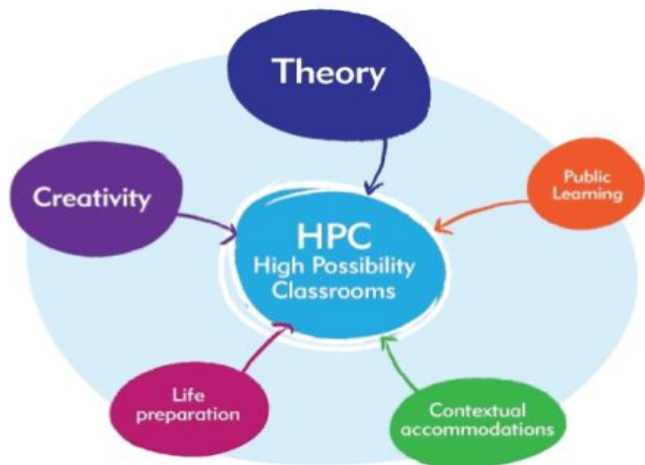 Theory
Creativity
Public
Learning
HPC
High Possibility
Classrooms
Life
preparation
Contextual
accommodations